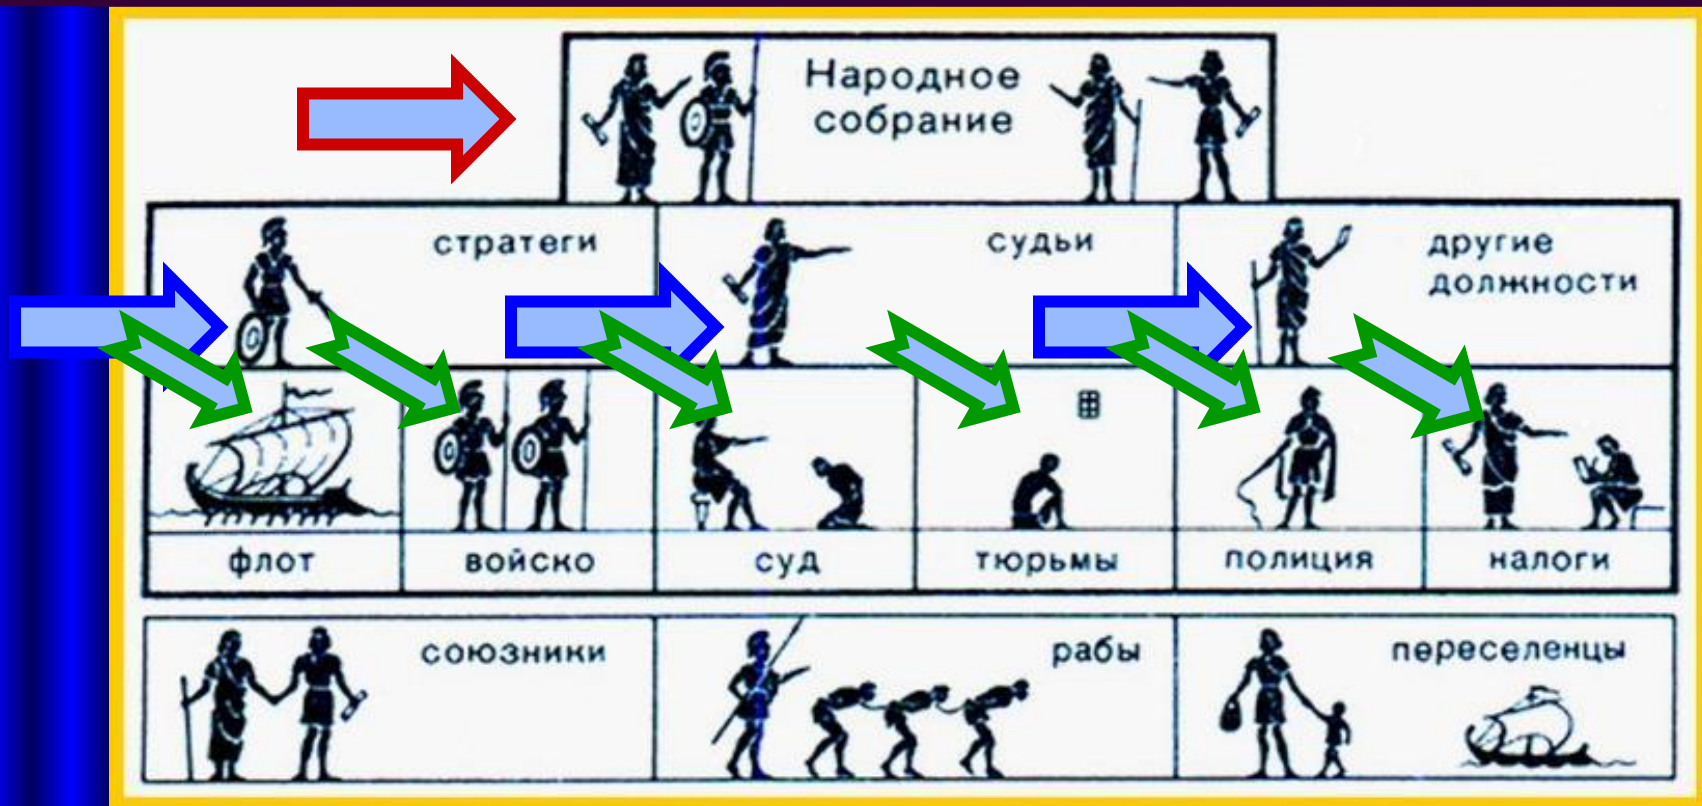 Народное
собрание
стратеги
судьи
другие
должности
флот
войско
суд
тюрьмы
полиция
налоги
союзники
рабы
переселенцы